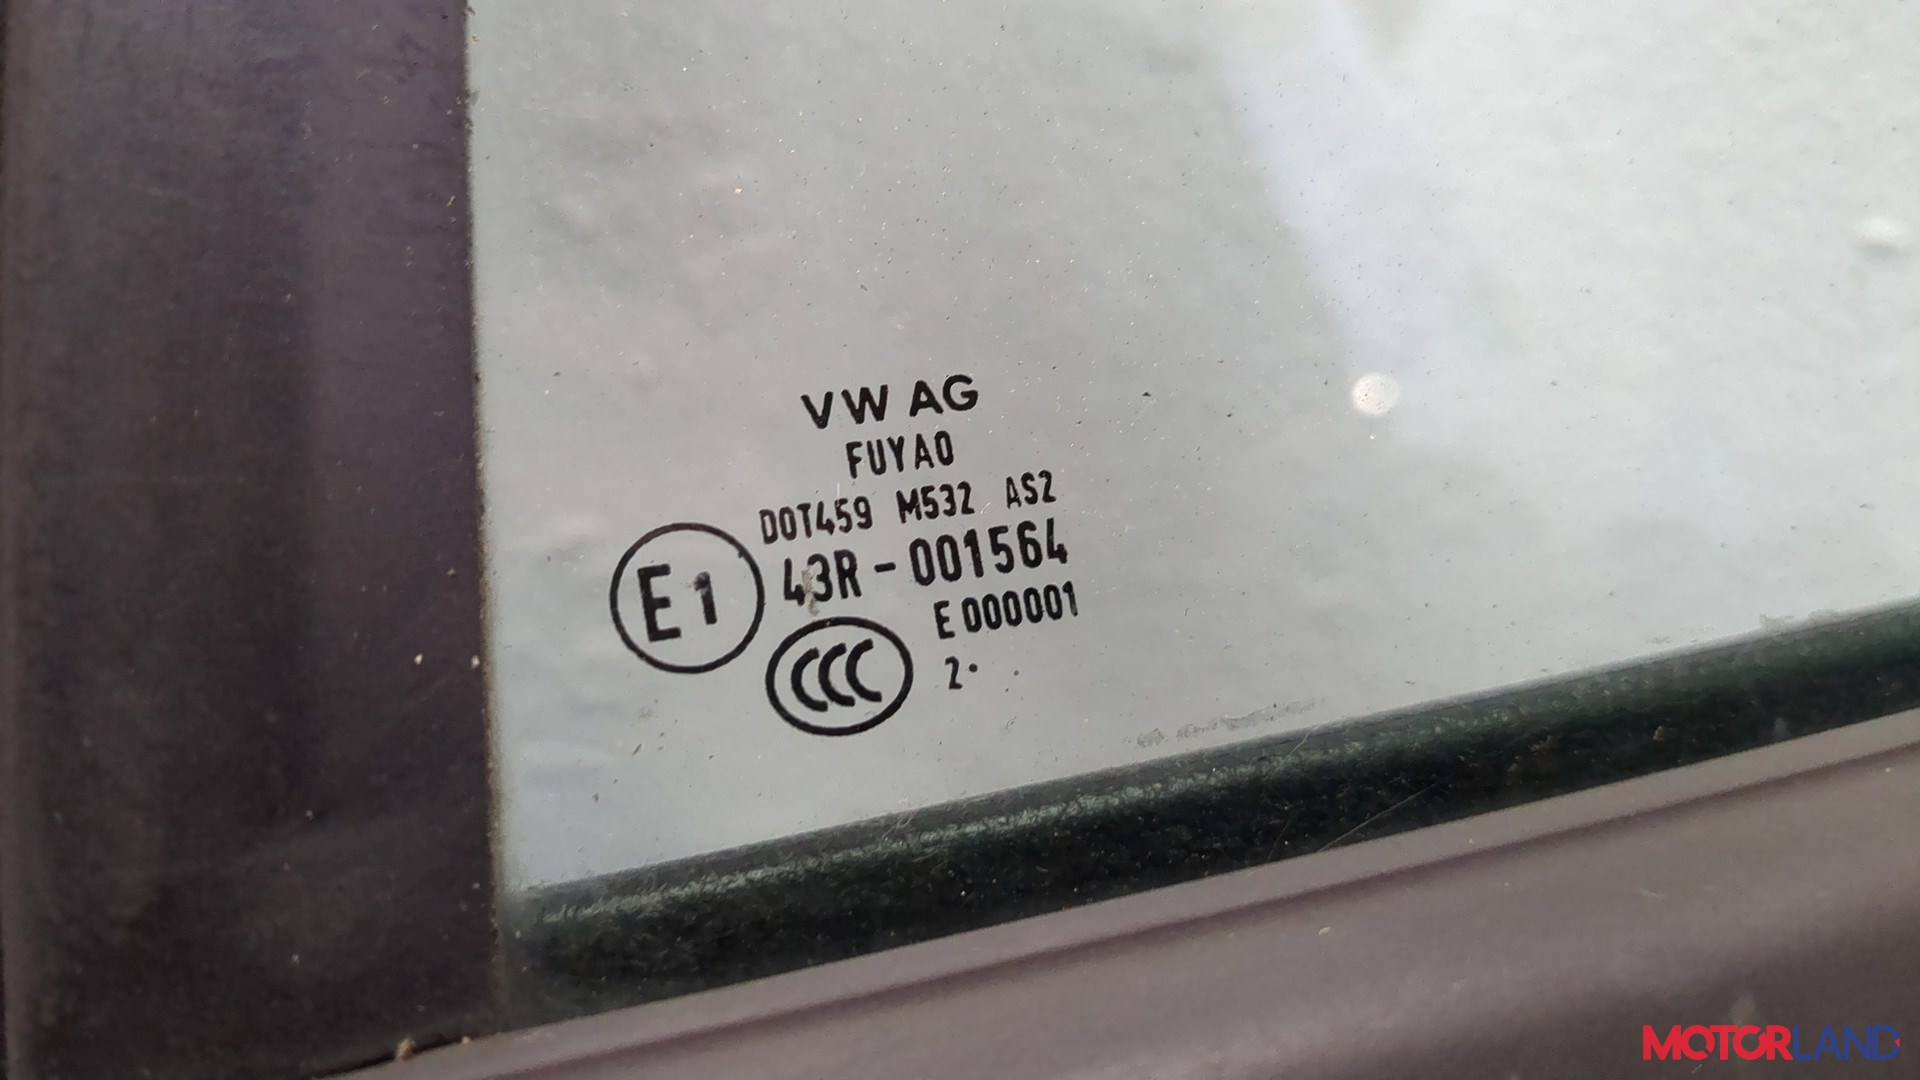 VW AG
FUYAO
DOT459 M532 AS2
E1 43R-001564
E000001
CCC
2·
MOTORLAND